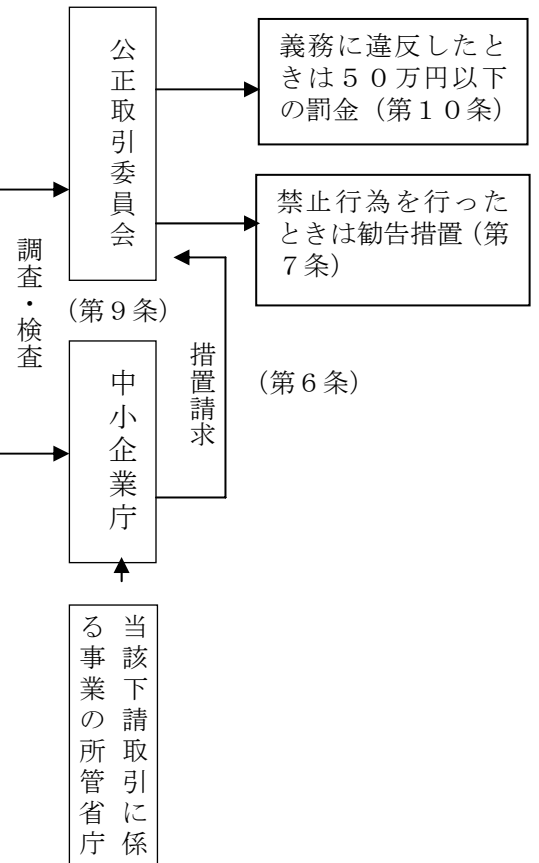 公正取引委員会
義務に違反したと
きは５０万円以下
の罰金（第１０条）
禁止行為を行った
ときは勧告措置（第
７条）
調査・検査
（第９条）
措置請求
（第６条）
中小企業庁
当該下請取引に係
る事業の所管省庁